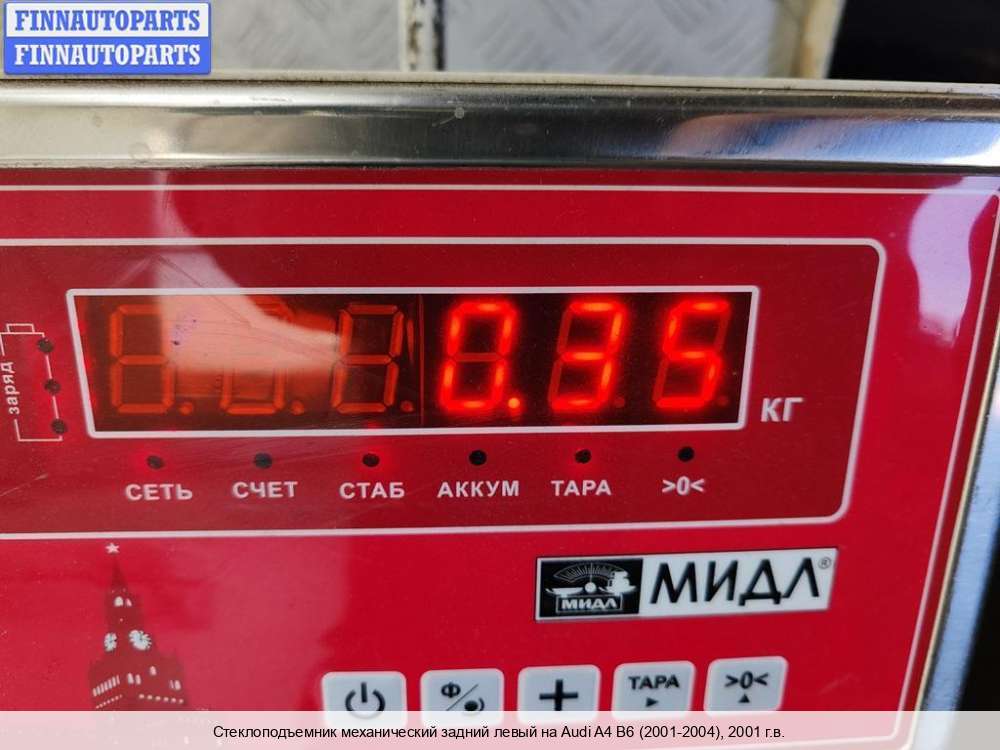 FINNAUTOPARTS
FINNAUTOPARTS
0.35
КГ
заряд
СЕТЬ СЧЕТ СТАБ АККУМ ТАРА >0<
МИДЛ
МИДЛ®
Ф/ + ТАРА >0<
Стеклоподъемник механический задний левый на Audi A4 B6 (2001-2004), 2001 г.в.